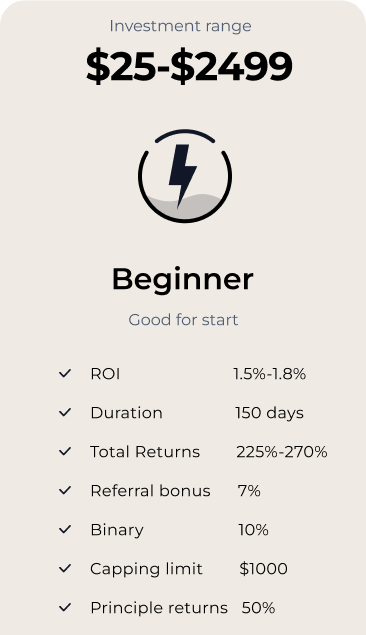 Investment range
$25-$2499
Beginner
Good for start
ROI 1.5%-1.8%
Duration 150 days
Total Returns 225%-270%
Referral bonus 7%
Binary 10%
Capping limit $1000
Principle returns 50%